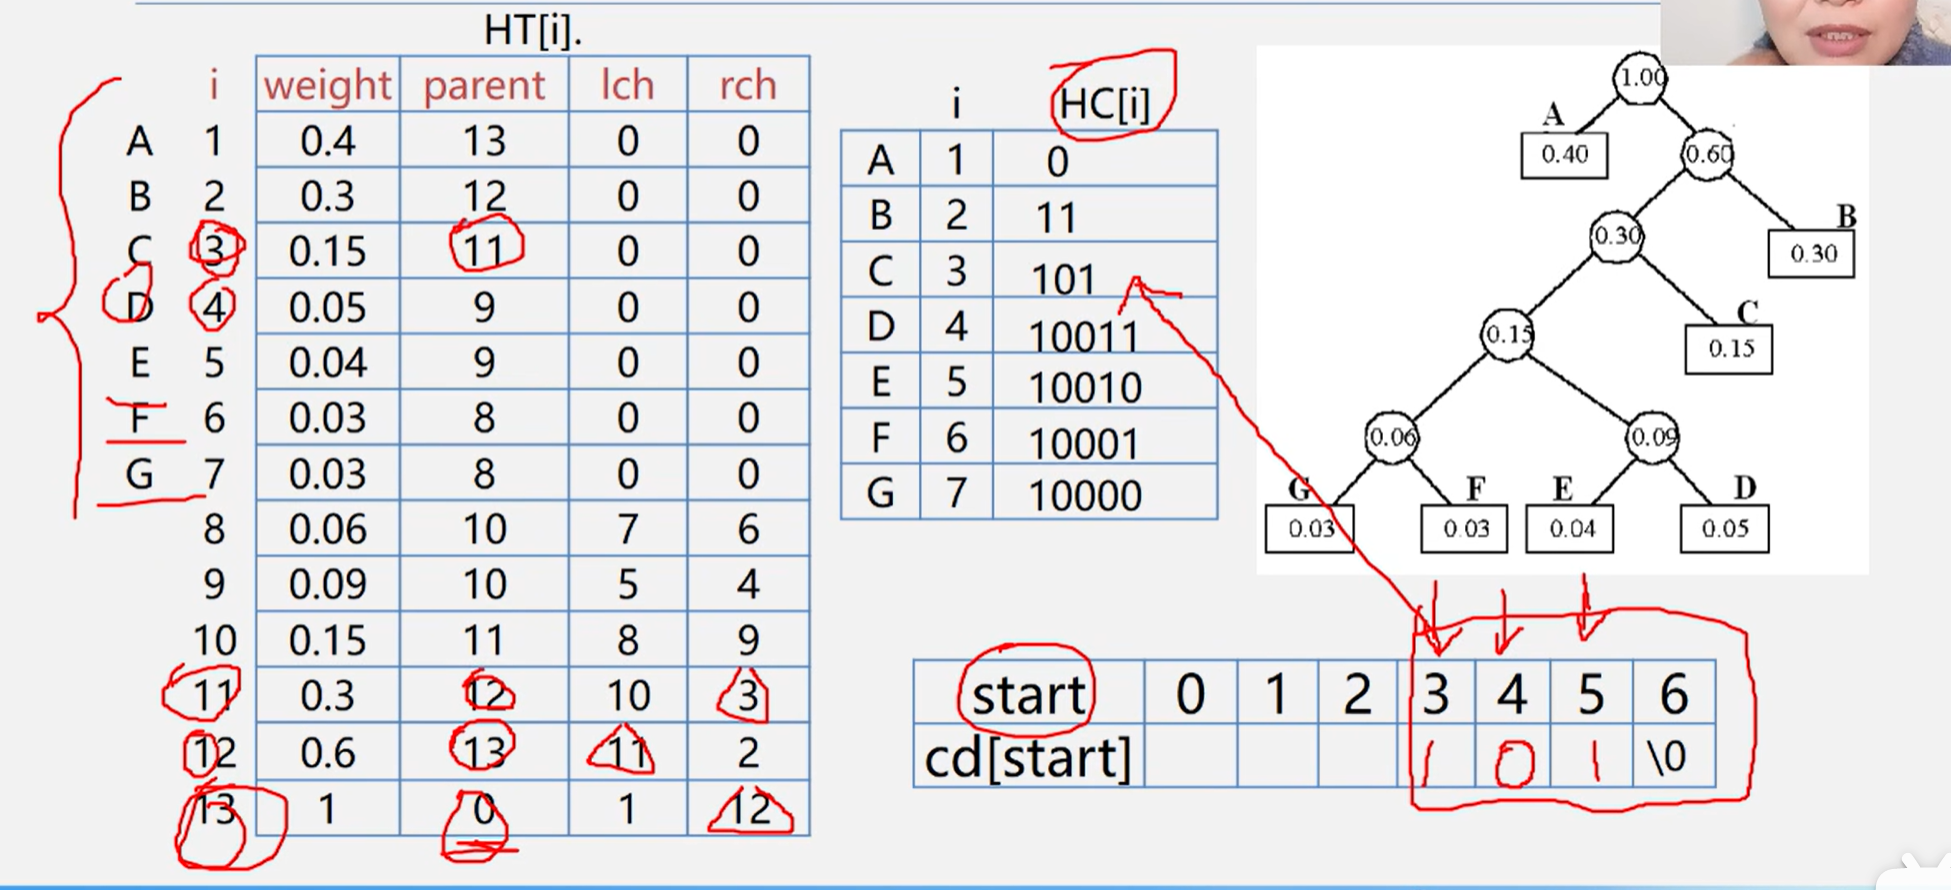 HT[i].
i weight parent lch rch
A 1 0.4 13 0 0
B 2 0.3 12 0 0
C 3 0.15 11 0 0
D 4 0.05 9 0 0
E 5 0.04 9 0 0
F 6 0.03 8 0 0
G 7 0.03 8 0 0
8 0.06 10 7 6
9 0.09 10 5 4
10 0.15 11 8 9
11 0.3 12 10 3
12 0.6 13 11 2
13 1 0 1 12
i HC[i]
A 1 0
B 2 11
C 3 101
D 4 10011
E 5 10010
F 6 10001
G 7 10000
1.00
A
0.40 0.60
B
0.30 0.30
C
0.15 0.15
0.06 0.09
G F E D
0.03 0.03 0.04 0.05
start 0 1 2 3 4 5 6
cd[start] 1 0 1 \0